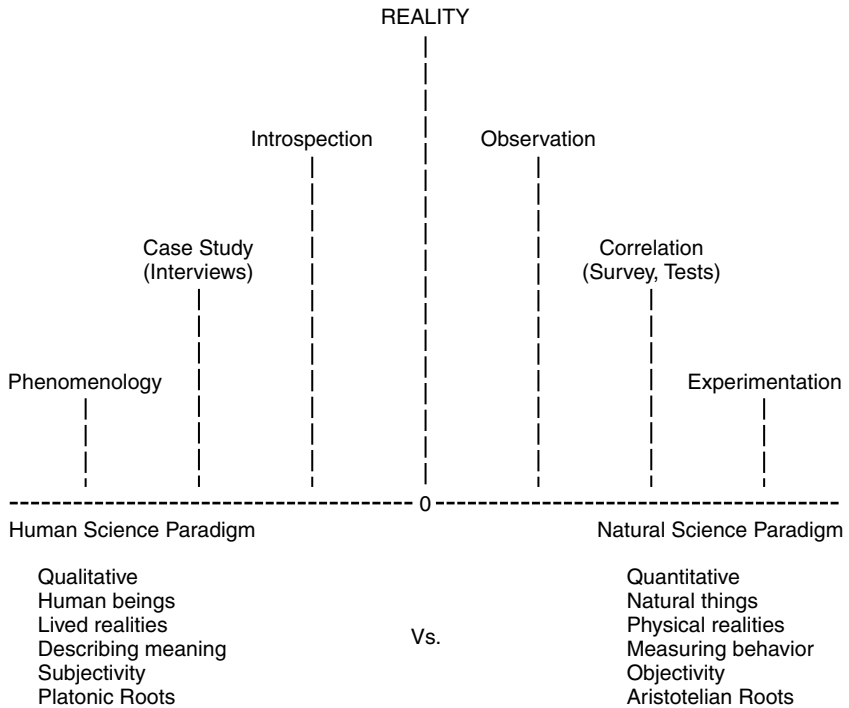 REALITY
Introspection
Observation
Case Study
(Interviews)
Correlation
(Survey, Tests)
Phenomenology
Experimentation
0
Human Science Paradigm
Natural Science Paradigm
Qualitative
Human beings
Lived realities
Describing meaning
Subjectivity
Platonic Roots
Vs.
Quantitative
Natural things
Physical realities
Measuring behavior
Objectivity
Aristotelian Roots